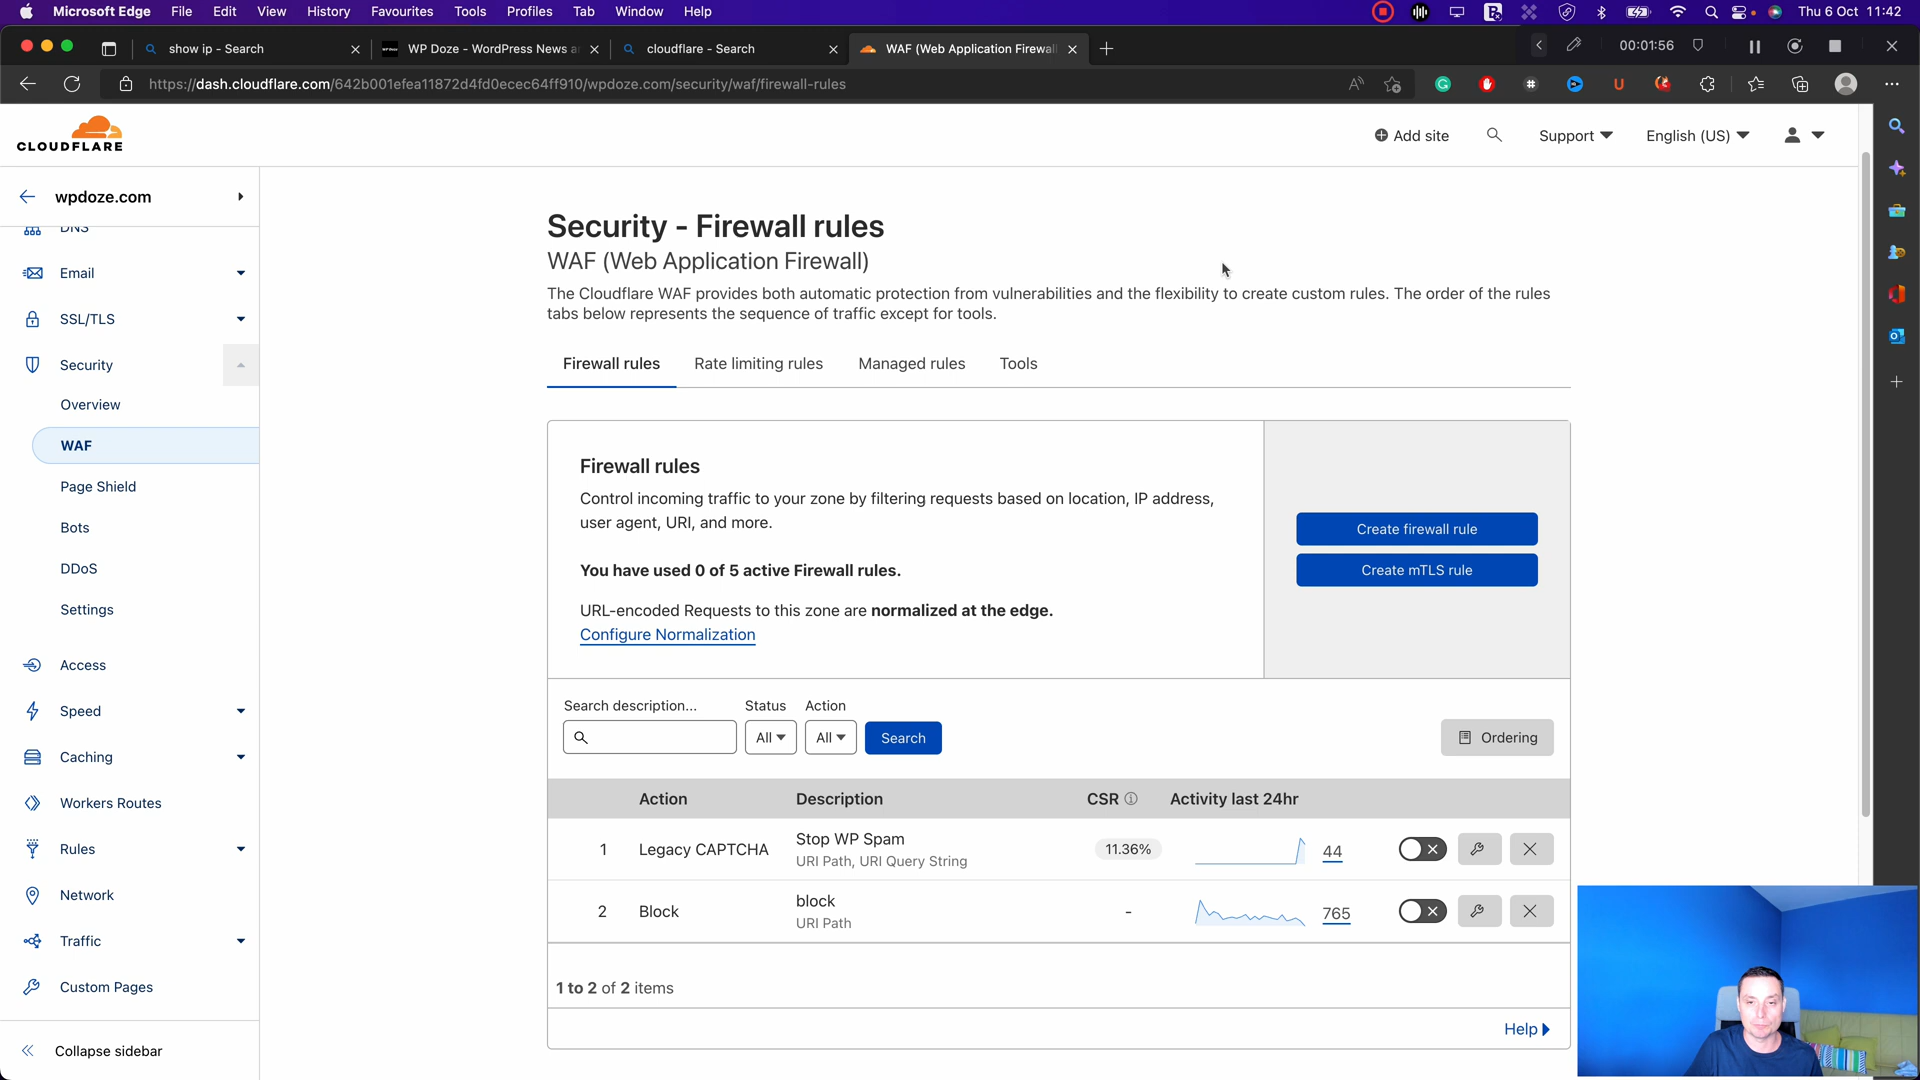 Microsoft Edge File Edit View History Favourites Tools Profiles Tab Window Help Thu 6 Oct 11:42
show ip - Search
WP Doze - WordPress News a
cloudflare - Search
WAF (Web Application Firewal
00:01:56
https://dash.cloudflare.com/642b001efea11872d4fd0ecec64ff910/wpdoze.com/security/waf/firewall-rules
CLOUDFLARE
Add site
Support
English (US)
wpdoze.com
DNS
Email
SSL/TLS
Security
Overview
WAF
Page Shield
Bots
DDoS
Settings
Access
Speed
Caching
Workers Routes
Rules
Network
Traffic
Custom Pages
Collapse sidebar
Security - Firewall rules
WAF (Web Application Firewall)
The Cloudflare WAF provides both automatic protection from vulnerabilities and the flexibility to create custom rules. The order of the rules
tabs below represents the sequence of traffic except for tools.
Firewall rules Rate limiting rules Managed rules Tools
Firewall rules
Control incoming traffic to your zone by filtering requests based on location, IP address,
user agent, URI, and more.
You have used 0 of 5 active Firewall rules.
URL-encoded Requests to this zone are normalized at the edge.
Configure Normalization
Create firewall rule
Create mTLS rule
Search description... Status Action
All All Search Ordering
Action Description CSR Activity last 24hr
1 Legacy CAPTCHA Stop WP Spam 11.36% 44
URI Path, URI Query String
2 Block block - 765
URI Path
1 to 2 of 2 items
Help